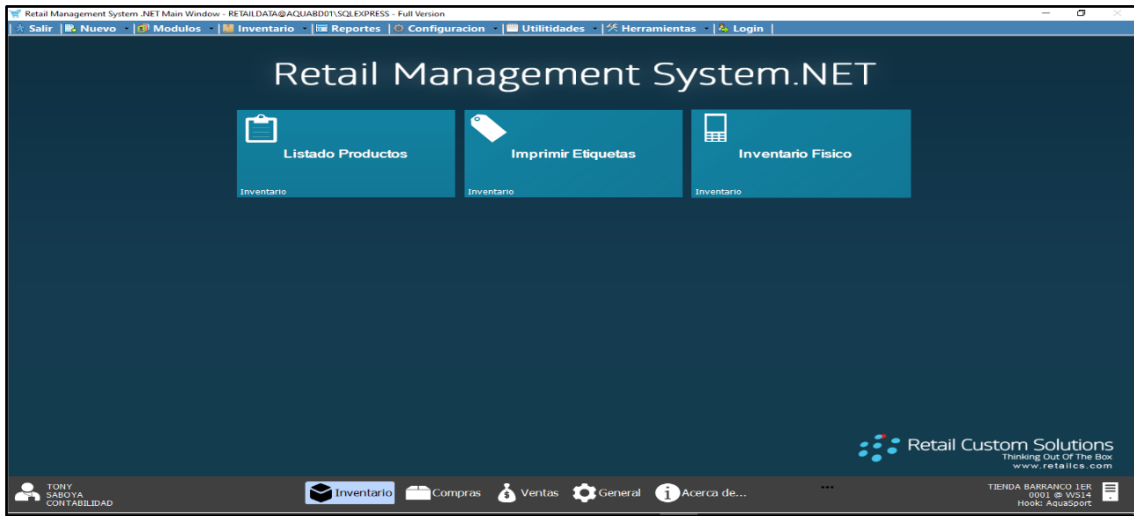 Retail Management System .NET Main Window - RETAILDATA@AQUABD01\SQLEXPRESS - Full Version
Salir Nuevo Modulos Inventario Reportes Configuracion Utilitidades Herramientas Login
Retail Management System.NET
Listado Productos Imprimir Etiquetas Inventario Fisico
Inventario Inventario Inventario
Retail Custom Solutions
Thinking Out Of The Box
www.retailcs.com
TONY
SABOYA
CONTABILIDAD
Inventario Compras Ventas General Acerca de... ...
TIENDA BARRANCO 1ER
0001 @ WS14
Hook: AquaSport